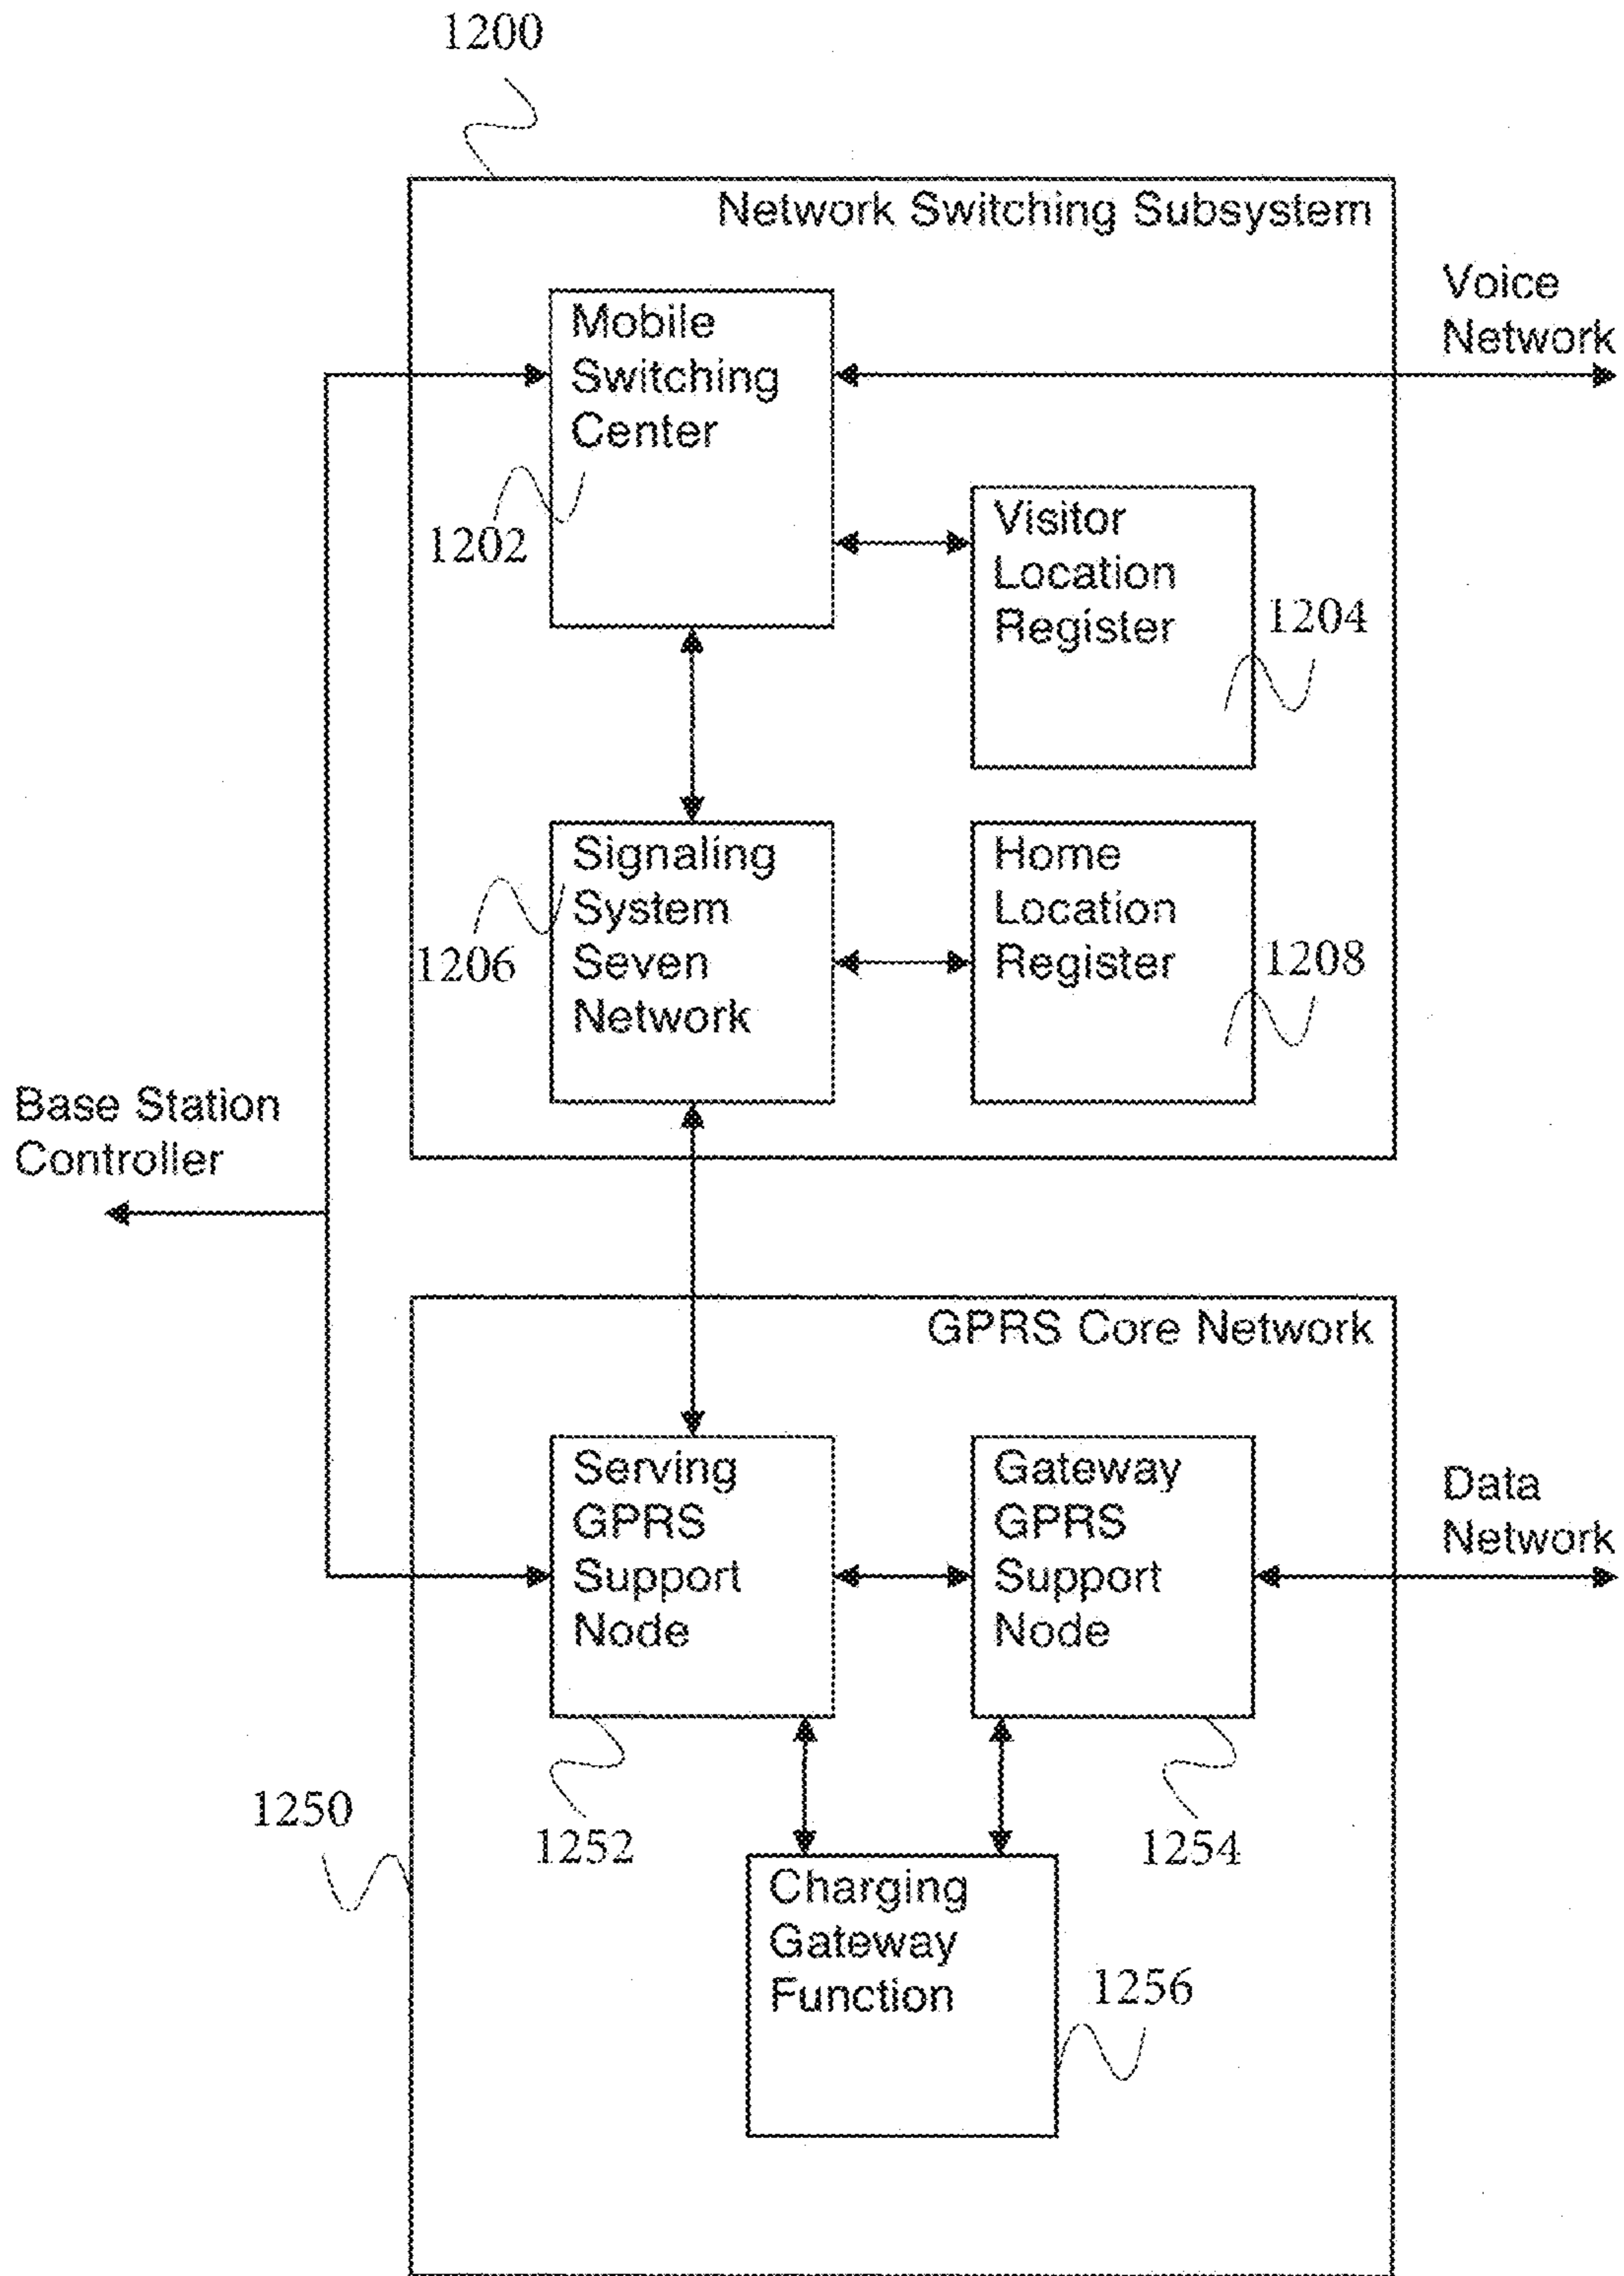 1200
Network Switching Subsystem
Voice
Network
Mobile
Switching
Center
1202
Visitor
Location
Register
1204
Signaling
System
Seven
Network
1206
Home
Location
Register
1208
Base Station
Controller
GPRS Core Network
Serving
GPRS
Support
Node
Gateway
GPRS
Support
Node
Data
Network
1250
1252
1254
Charging
Gateway
Function
1256